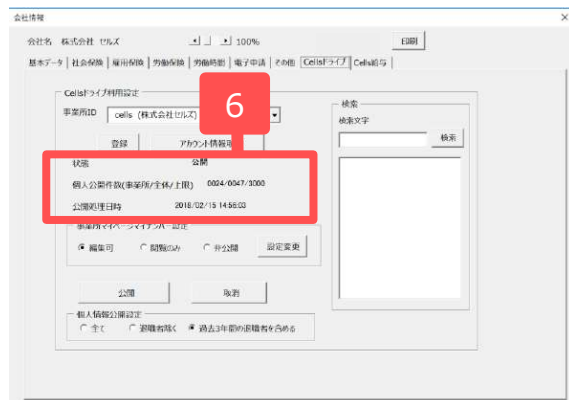 会社情報
会社名 株式会社 セルズ 100% 印刷
基本データ 社会保険 雇用保険 労働保険 労働時間 電子申請 その他 Cellsドライブ Cells給与
Cellsドライブ利用設定
事業所ID cells (株式会社セルズ)
6
検索
検索文字
検索
登録 アカウント情報
状態 公開
個人公開件数(事業所/全体/上限) 0024/0047/3000
公開処理日時 2018/02/15 14:56:03
事業所マイページマイナンバー設定
編集可 閲覧のみ 非公開 設定変更
公開 取消
個人情報公開設定
全て 退職者除く 過去3年間の退職者を含める